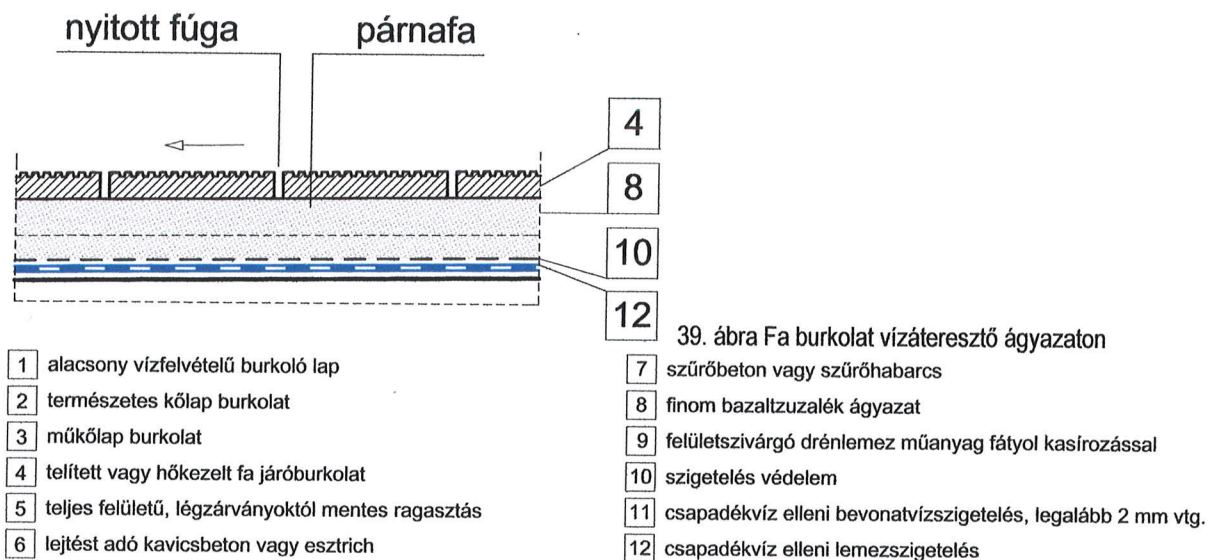 nyitott fúga
párnafa
4
8
10
12
39. ábra Fa burkolat vízáteresztő ágyazaton
1 alacsony vízfelvételű burkoló lap
2 természetes kőlap burkolat
3 műkőlap burkolat
4 telített vagy hőkezelt fa járóburkolat
5 teljes felületű, légzárványoktól mentes ragasztás
6 lejtést adó kavicsbeton vagy esztrich
7 szűrőbeton vagy szűrőhabarcs
8 finom bazaltzuzalék ágyazat
9 felületszivárgó drénlemez műanyag fátyol kasírozással
10 szigetelés védelem
11 csapadékvíz elleni bevonatvízszigetelés, legalább 2 mm vtg.
12 csapadékvíz elleni lemezszigetelés